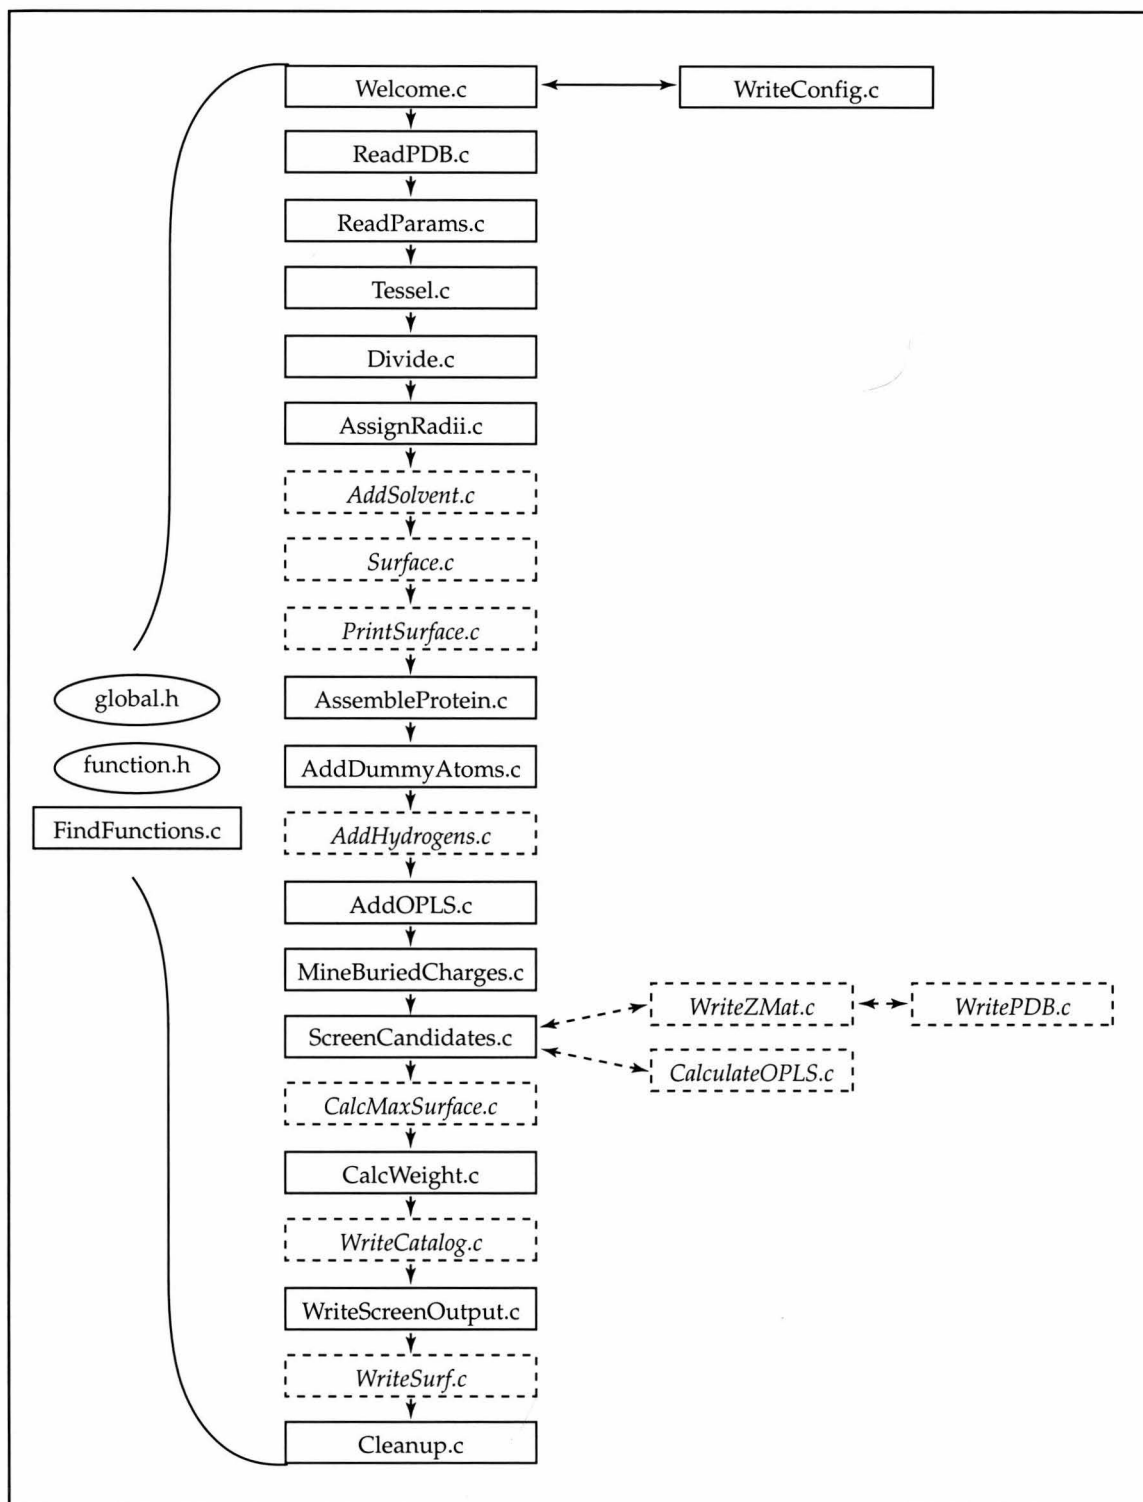 Welcome.c
WriteConfig.c
ReadPDB.c
ReadParams.c
Tessel.c
Divide.c
AssignRadii.c
AddSolvent.c
Surface.c
PrintSurface.c
global.h
AssembleProtein.c
function.h
AddDummyAtoms.c
FindFunctions.c
AddHydrogens.c
AddOPLS.c
MineBuriedCharges.c
WriteZMat.c
WritePDB.c
ScreenCandidates.c
CalculateOPLS.c
CalcMaxSurface.c
CalcWeight.c
WriteCatalog.c
WriteScreenOutput.c
WriteSurf.c
Cleanup.c